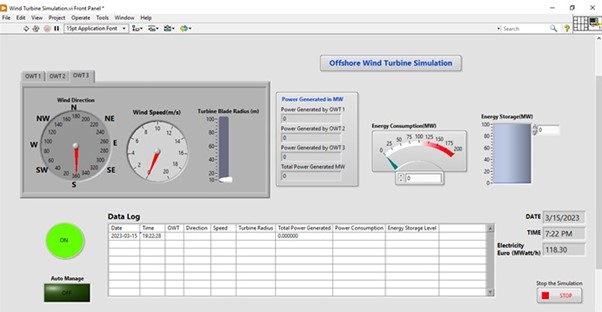 Wind Turbine Simulation.vi Front Panel *
File Edit View Project Operate Tools Window Help
15pt Application Font
Search
Offshore Wind Turbine Simulation
OWT 1 OWT 2 OWT 3
Wind Direction
N
NW NE
W E
SW SE
S
180 200 220 240 260 280 300 320 340 360 20 40 60 80 100 120 140 160
Wind Speed(m/s)
0 2 4 6 8 10 12 14 16 18 20
Turbine Blade Radius (m)
100-
80-
60-
40-
20-
10-
Power Generated in MW
Power Generated by OWT 1
0
Power Generated by OWT 2
0
Power Generated by OWT 3
0
Total Power Generated MW
0
Energy Consumption(MW)
0 25 50 75 100 125 150 175 200
0
Energy Storage(MW)
100-
80-
60-
40-
20-
0-
0
ON
Auto Manage
OFF
Data Log
Date Time OWT Direction Speed Turbine Radius Total Power Generated Power Consumption Energy Storage Level
2023-03-15 19:22:28 0.000000
DATE 3/15/2023
TIME 7:22 PM
Electricity
Euro (MWatt/h) 118.30
Stop the Simulation
STOP